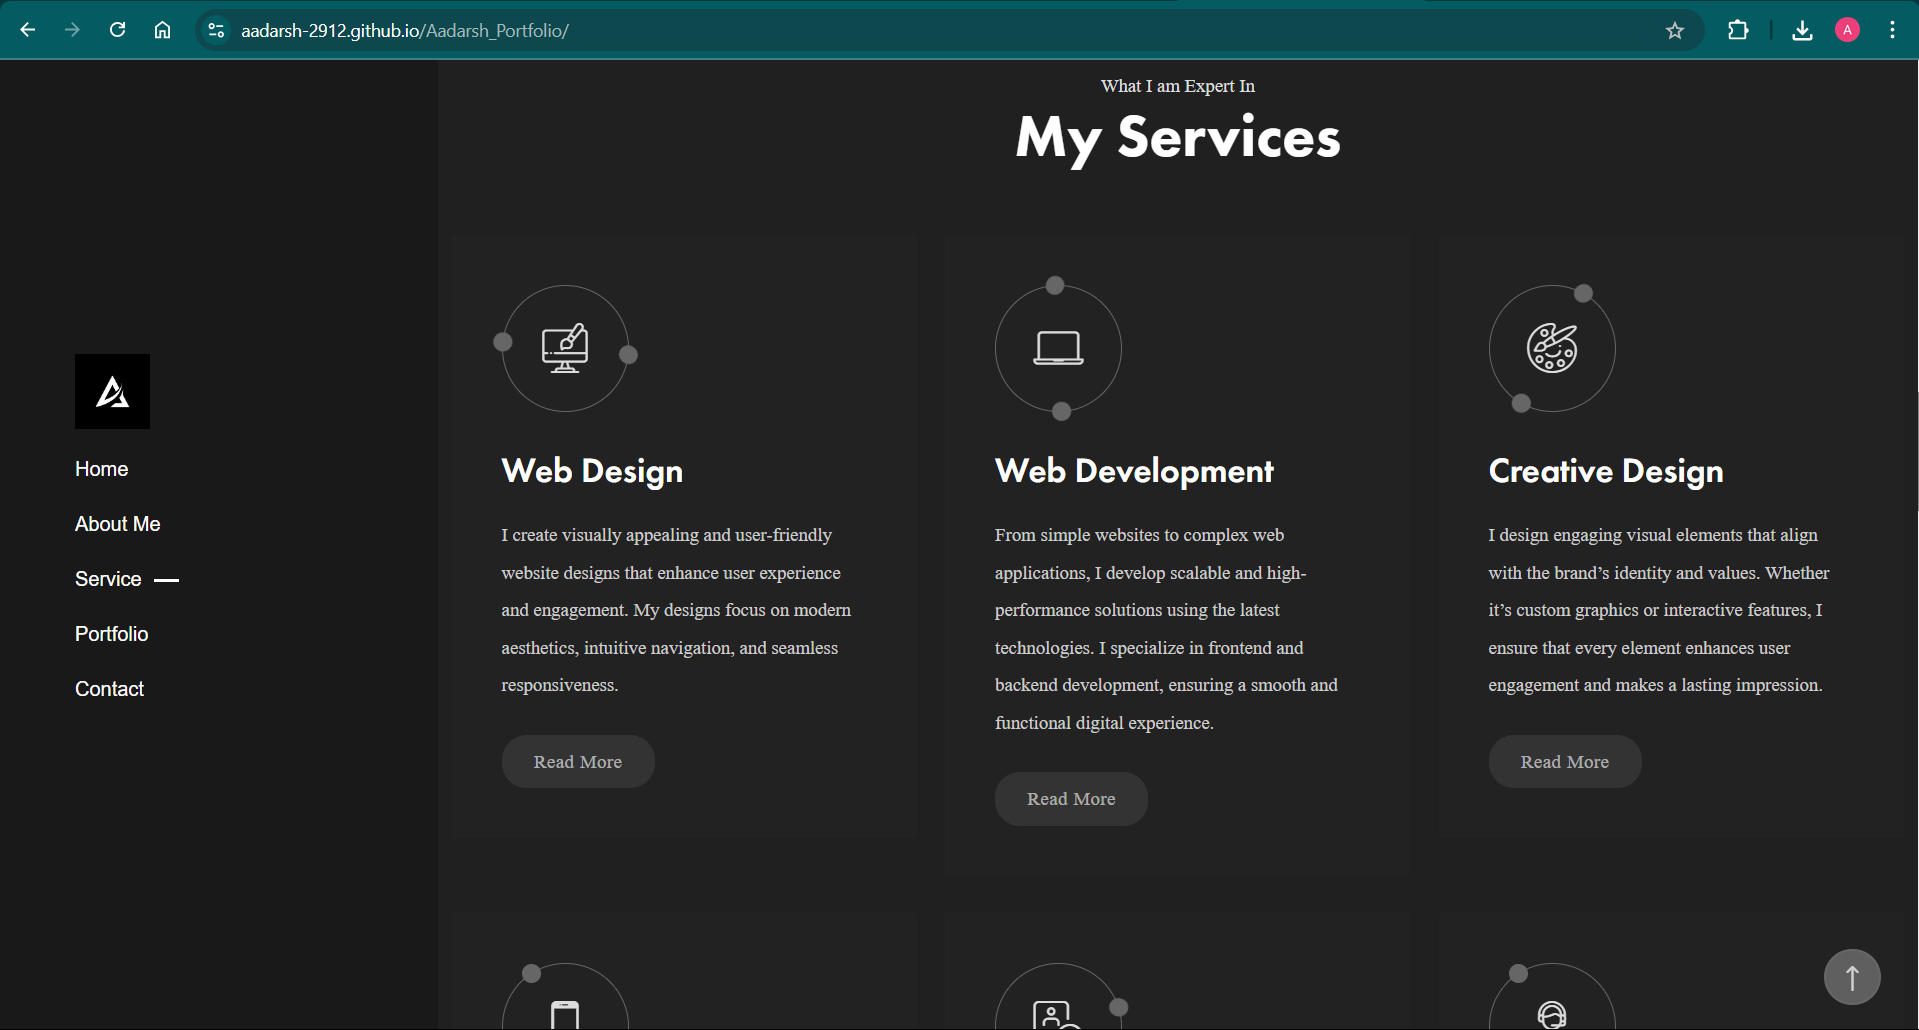 aadarsh-2912.github.io/Aadarsh_Portfolio/
A
Home
About Me
Service
Portfolio
Contact
What I am Expert In
My Services
Web Design
I create visually appealing and user-friendly
website designs that enhance user experience
and engagement. My designs focus on modern
aesthetics, intuitive navigation, and seamless
responsiveness.
Read More
Web Development
From simple websites to complex web
applications, I develop scalable and high-
performance solutions using the latest
technologies. I specialize in frontend and
backend development, ensuring a smooth and
functional digital experience.
Read More
Creative Design
I design engaging visual elements that align
with the brand’s identity and values. Whether
it’s custom graphics or interactive features, I
ensure that every element enhances user
engagement and makes a lasting impression.
Read More